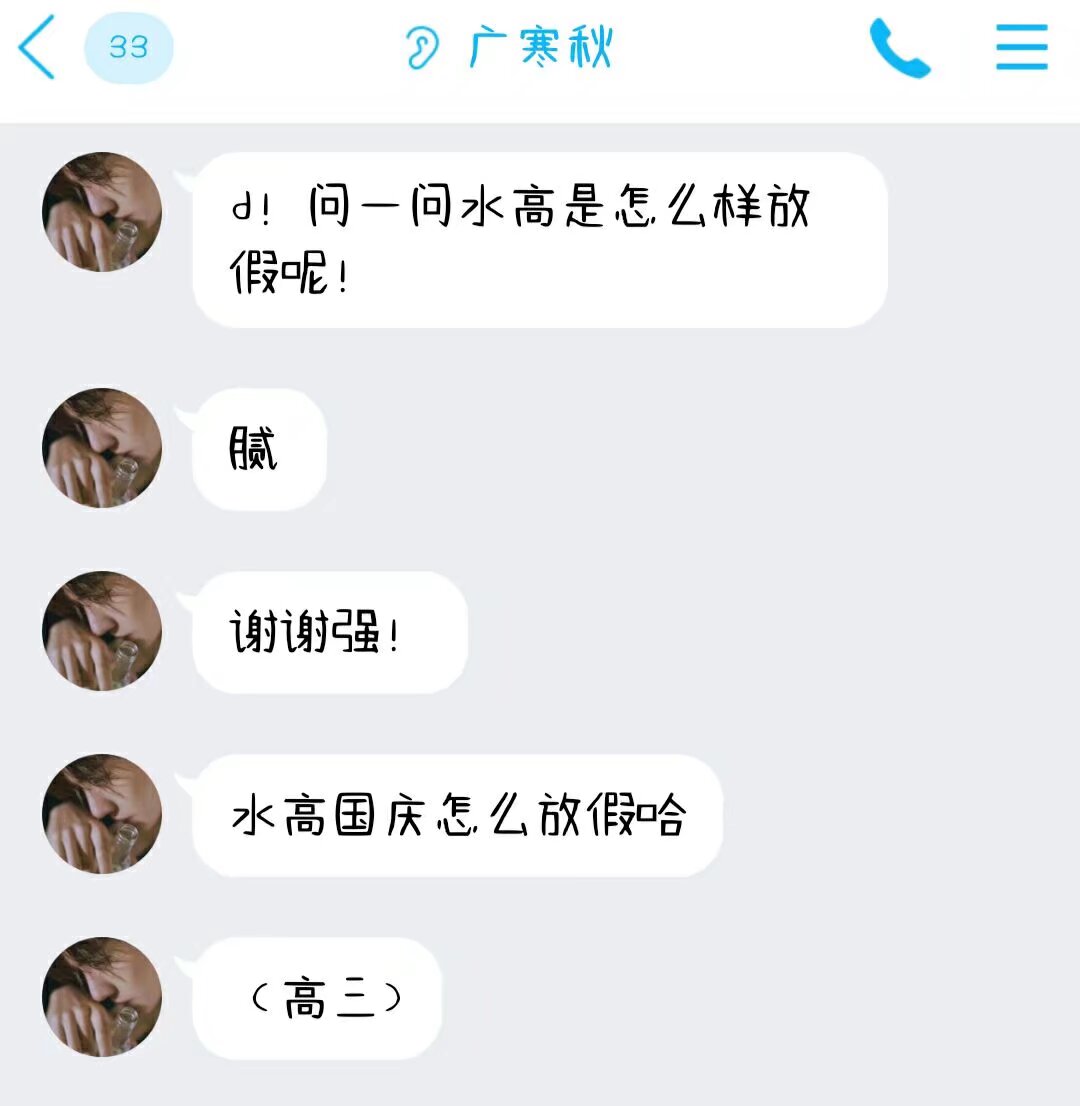 33
广寒秋
d! 问一问水高是怎么样放
假呢!
腻
谢谢强!
水高国庆怎么放假哈
（高三）